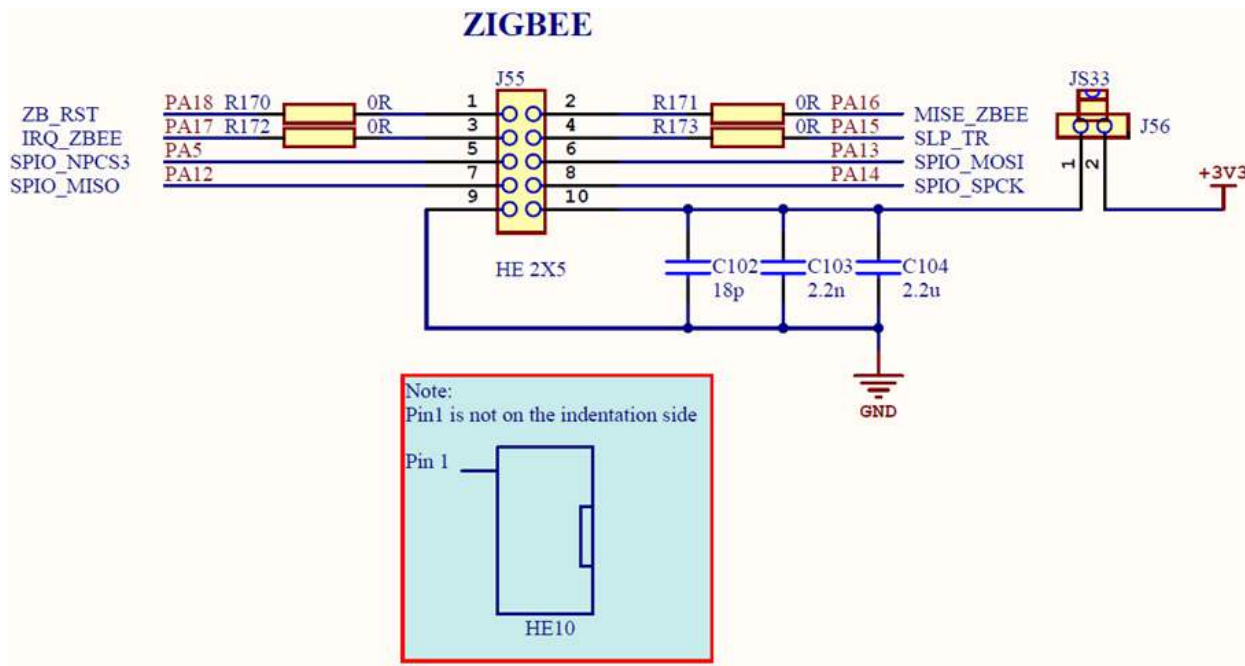 ZIGBEE
J55
JS33
ZB_RST PA18 R170 0R 1 2 R171 0R PA16 MISE_ZBEE
IRQ_ZBEE PA17 R172 0R 3 4 R173 0R PA15 SLP_TR J56
SPIO_NPCS3 PA5 5 6 PA13 SPIO_MOSI
SPIO_MISO PA12 7 8 PA14 SPIO_SPCK 1 2 +3V3
9 10
HE 2X5
C102 C103 C104
18p 2.2n 2.2u
GND
Note:
Pin1 is not on the indentation side
Pin 1
HE10